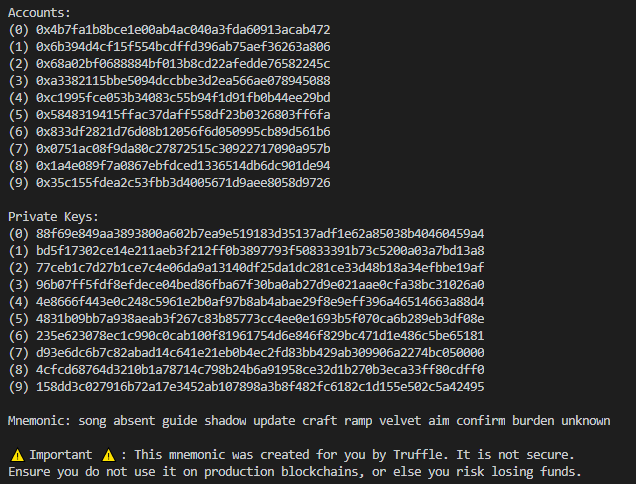 Accounts:
(0) 0x4b7fa1b8bce1e00ab4ac040a3fda60913acab472
(1) 0x6b394d4cf15f554bcdffd396ab75aef36263a806
(2) 0x68a02bf0688884bf013b8cd22afedde76582245c
(3) 0xa3382115bbe5094dccbbe3d2ea566ae078945088
(4) 0xc1995fce053b34083c55b94f1d91fb0b44ee29bd
(5) 0x5848319415ffac37daff558df23b0326803ff6fa
(6) 0x833df2821d76d08b12056f6d050995cb89d561b6
(7) 0x0751ac08f9da80c27872515c30922717090a957b
(8) 0x1a4e089f7a0867ebfdced1336514db6dc901de94
(9) 0x35c155fdea2c53fbb3d4005671d9aee8058d9726
Private Keys:
(0) 88f69e849aa3893800a602b7ea9e519183d35137adf1e62a85038b40460459a4
(1) bd5f17302ce14e211aeb3f212ff0b3897793f50833391b73c5200a03a7bd13a8
(2) 77ceb1c7d27b1ce7c4e06da9a13140df25da1dc281ce33d48b18a34efbbe19af
(3) 96b07ff5fdf8efdece04bed86fba67f30ba0ab27d9e021aae0cfa38bc31026a0
(4) 4e8666f443e0c248c5961e2b0af97b8ab4abae29f8e9eff396a46514663a88d4
(5) 4831b09bb7a938aeab3f267c83b85773cc4ee0e1693b5f070ca6b289eb3df08e
(6) 235e623078ec1c990c0cab100f81961754d6e846f829bc471d1e486c5be65181
(7) d93e6dc6b7c82abad14c641e21eb0b4ec2fd83bb429ab309906a2274bc050000
(8) 4cfcd68764d3210b1a78714c798b24b6a91958ce32d1b270b3eca33ff80cdff0
(9) 158dd3c027916b72a17e3452ab107898a3b8f482fc6182c1d155e502c5a42495
Mnemonic: song absent guide shadow update craft ramp velvet aim confirm burden unknown
⚠️ Important ⚠️ : This mnemonic was created for you by Truffle. It is not secure.
Ensure you do not use it on production blockchains, or else you risk losing funds.